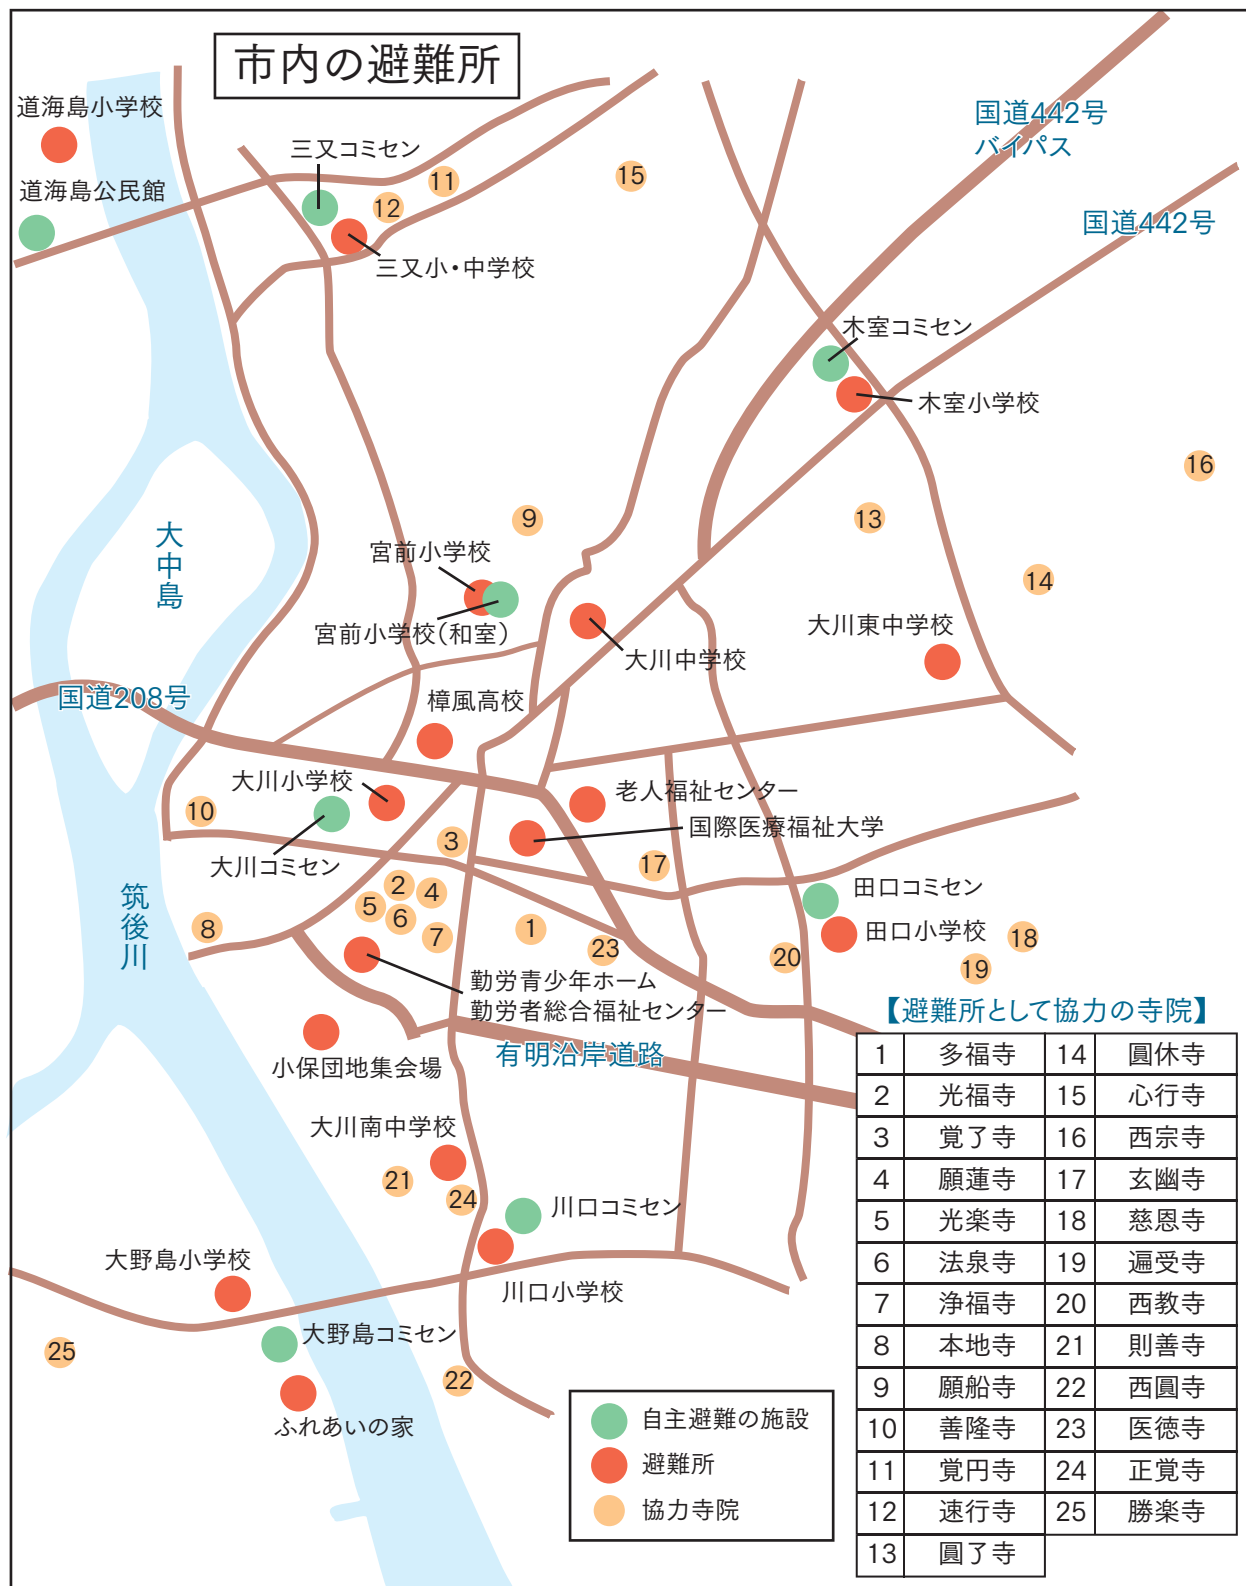 市内の避難所
道海島小学校
道海島公民館
三又コミセン
11
12
15
三又小・中学校
国道442号
バイパス
国道442号
木室コミセン
木室小学校
16
13
14
9
大中島
宮前小学校
宮前小学校(和室)
大川中学校
大川東中学校
国道208号
樟風高校
大川小学校
大川コミセン
10
老人福祉センター
国際医療福祉大学
3
17
2
4
5
6
7
8
1
23
筑後川
田口コミセン
田口小学校
20
18
19
勤労青少年ホーム
勤労者総合福祉センター
小保団地集会場
有明沿岸道路
大川南中学校
21
24
川口コミセン
川口小学校
大野島小学校
大野島コミセン
ふれあいの家
25
22
自主避難の施設
避難所
協力寺院
【避難所として協力の寺院】
1 多福寺 14 圓休寺
2 光福寺 15 心行寺
3 覚了寺 16 西宗寺
4 願蓮寺 17 玄幽寺
5 光楽寺 18 慈恩寺
6 法泉寺 19 遍受寺
7 浄福寺 20 西教寺
8 本地寺 21 則善寺
9 願船寺 22 西圓寺
10 善隆寺 23 医徳寺
11 覚円寺 24 正覚寺
12 速行寺 25 勝楽寺
13 圓了寺